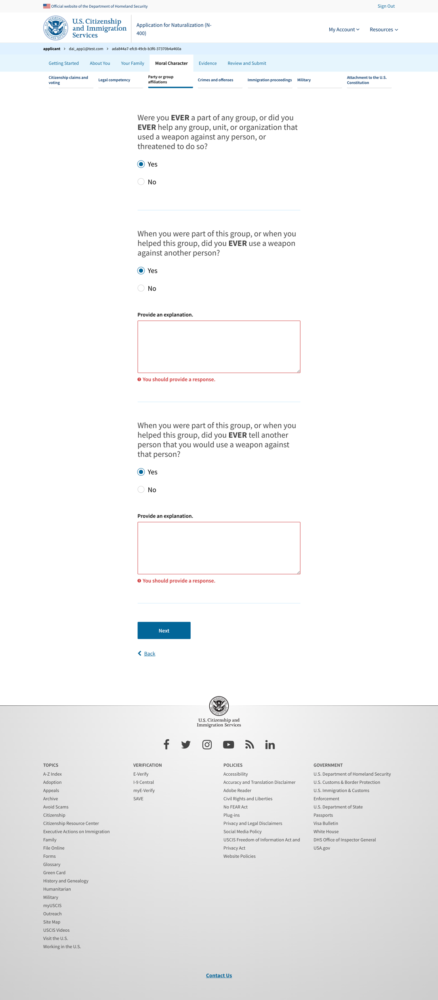 Official website of the Department of Homeland Security
Sign Out
U.S. Citizenship
and Immigration
Services
Application for Naturalization (N-
400)
My Account
Resources
applicant > dai_app1@test.com > ada844a7-efc8-49cb-b3f6-37370b4a460a
Getting Started
About You
Your Family
Moral Character
Evidence
Review and Submit
Citizenship claims and
voting
Legal competency
Party or group
affiliations
Crimes and offenses
Immigration proceedings
Military
Attachment to the U.S.
Constitution
Were you EVER a part of any group, or did you
EVER help any group, unit, or organization that
used a weapon against any person, or
threatened to do so?
Yes
No
When you were part of this group, or when you
helped this group, did you EVER use a weapon
against another person?
Yes
No
Provide an explanation.
You should provide a response.
When you were part of this group, or when you
helped this group, did you EVER tell another
person that you would use a weapon against
that person?
Yes
No
Provide an explanation.
You should provide a response.
Next
Back
U.S. Citizenship and
Immigration Services
TOPICS
A-Z Index
Adoption
Appeals
Archive
Avoid Scams
Citizenship
Citizenship Resource Center
Executive Actions on Immigration
Family
File Online
Forms
Glossary
Green Card
History and Genealogy
Humanitarian
Military
myUSCIS
Outreach
Site Map
USCIS Videos
Visit the U.S.
Working in the U.S.
VERIFICATION
E-Verify
I-9 Central
myE-Verify
SAVE
POLICIES
Accessibility
Accuracy and Translation Disclaimer
Adobe Reader
Civil Rights and Liberties
No FEAR Act
Plug-ins
Privacy and Legal Disclaimers
Social Media Policy
USCIS Freedom of Information Act and
Privacy Act
Website Policies
GOVERNMENT
U.S. Department of Homeland Security
U.S. Customs & Border Protection
U.S. Immigration & Customs
Enforcement
U.S. Department of State
Passports
Visa Bulletin
White House
DHS Office of Inspector General
USA.gov
Contact Us